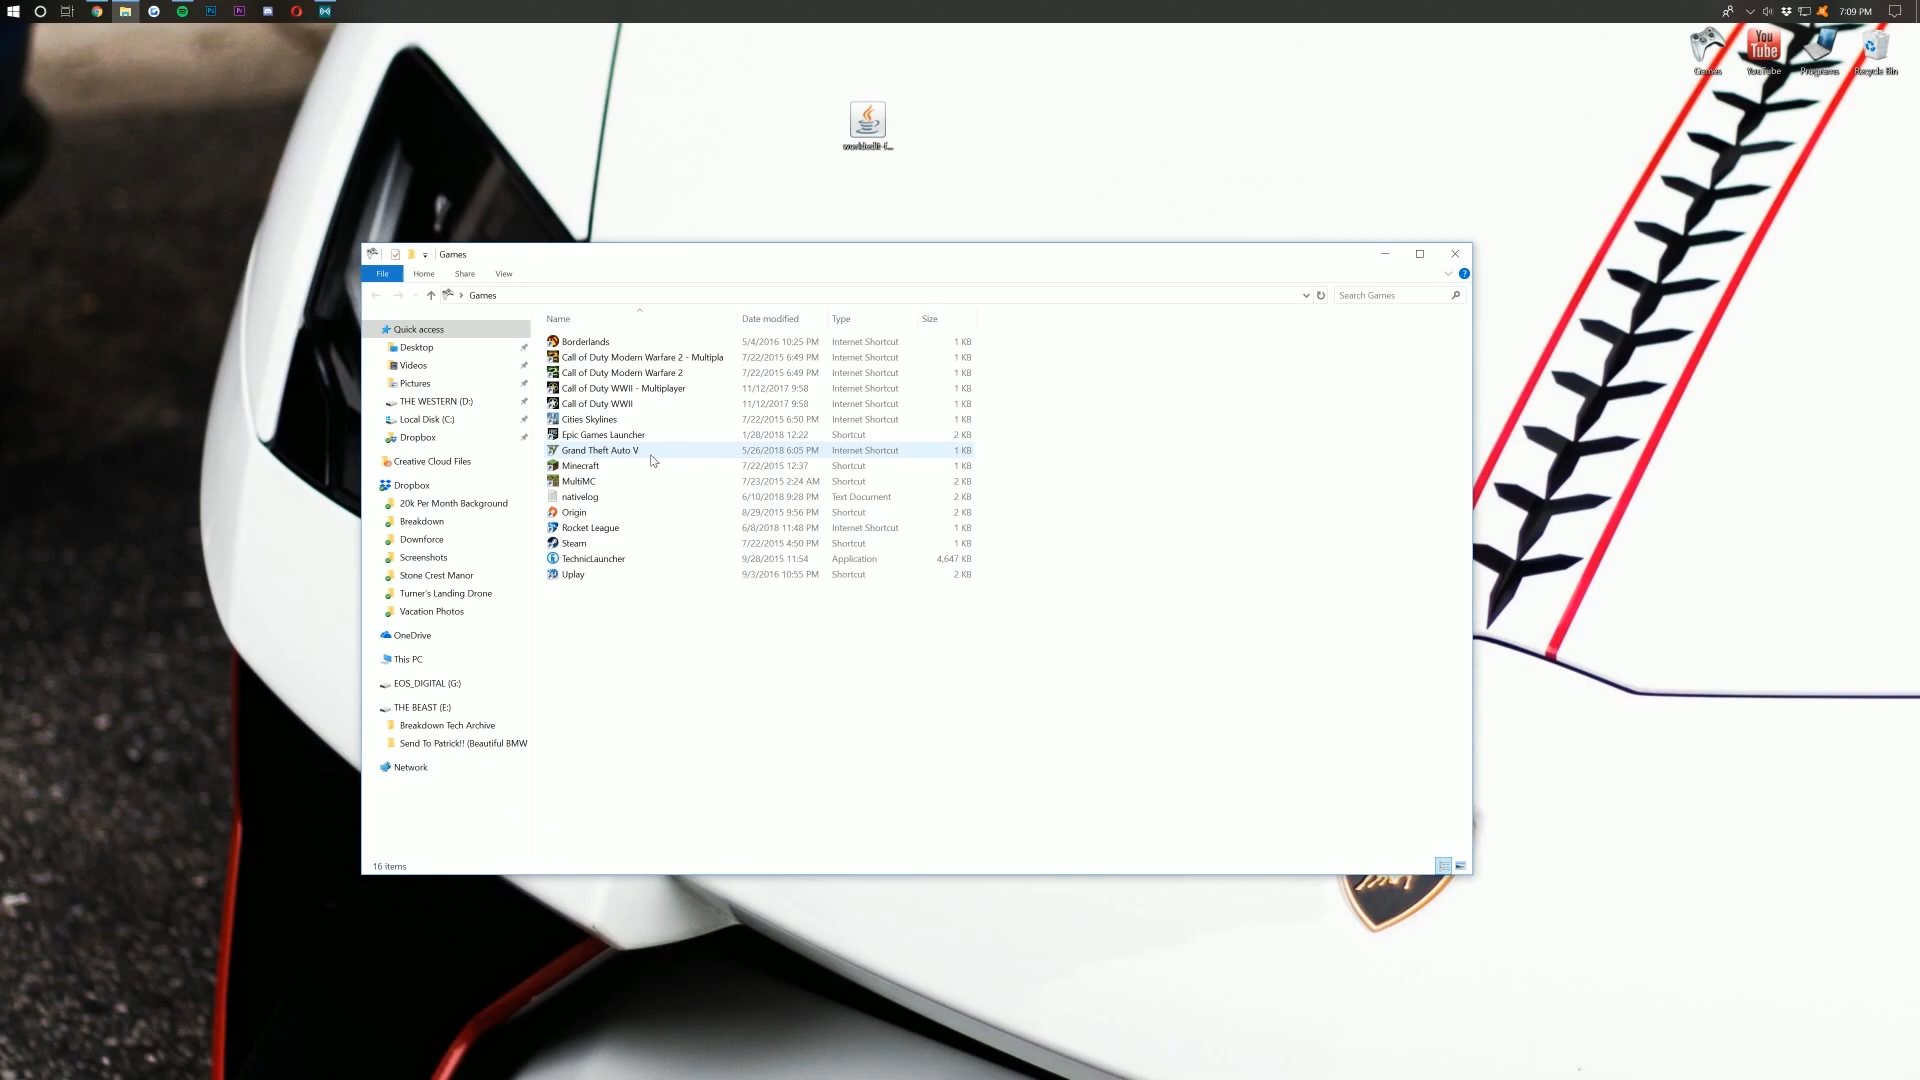 7:09 PM
Games
YouTube
Programs
Recycle Bin
You
Tube
worldedit-f...
Games
File Home Share View
Games
Search Games
Name Date modified Type Size
Quick access
Desktop
Videos
Pictures
THE WESTERN (D:)
Local Disk (C:)
Dropbox
Creative Cloud Files
Dropbox
20k Per Month Background
Breakdown
Downforce
Screenshots
Stone Crest Manor
Turner's Landing Drone
Vacation Photos
OneDrive
This PC
EOS_DIGITAL (G:)
THE BEAST (E:)
Breakdown Tech Archive
Send To Patrick!! (Beautiful BMW
Network
Borderlands 5/4/2016 10:25 PM Internet Shortcut 1 KB
Call of Duty Modern Warfare 2 - Multipla 7/22/2015 6:49 PM Internet Shortcut 1 KB
Call of Duty Modern Warfare 2 7/22/2015 6:49 PM Internet Shortcut 1 KB
Call of Duty WWII - Multiplayer 11/12/2017 9:58 Internet Shortcut 1 KB
Call of Duty WWII 11/12/2017 9:58 Internet Shortcut 1 KB
Cities Skylines 7/22/2015 6:50 PM Internet Shortcut 1 KB
Epic Games Launcher 1/28/2018 12:22 Shortcut 2 KB
Grand Theft Auto V 5/26/2018 6:05 PM Internet Shortcut 1 KB
Minecraft 7/22/2015 12:37 Shortcut 1 KB
MultiMC 7/23/2015 2:24 AM Shortcut 2 KB
nativelog 6/10/2018 9:28 PM Text Document 2 KB
Origin 8/29/2015 9:56 PM Shortcut 2 KB
Rocket League 6/8/2018 11:48 PM Internet Shortcut 1 KB
Steam 7/22/2015 4:50 PM Shortcut 1 KB
TechnicLauncher 9/28/2015 11:54 Application 4,647 KB
Uplay 9/3/2016 10:55 PM Shortcut 2 KB
16 items